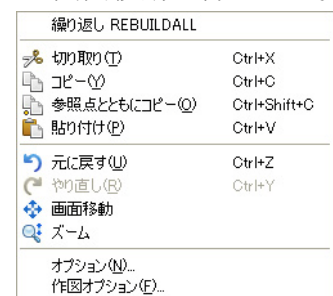 繰り返し REBUILDALL
切り取り(T) Ctrl+X
コピー(Y) Ctrl+C
参照点とともにコピー(O) Ctrl+Shift+C
貼り付け(P) Ctrl+V
元に戻す(U) Ctrl+Z
やり直し(R) Ctrl+Y
画面移動
ズーム
オプション(N)...
作図オプション(F)...